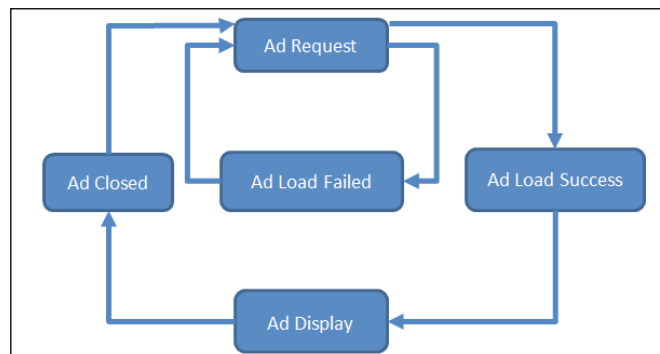 Ad Request
Ad Closed
Ad Load Failed
Ad Load Success
Ad Display